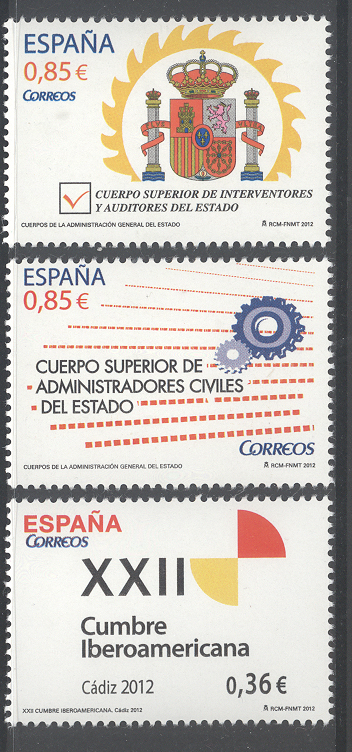 ESPAÑA
0,85 €
CORREOS
CUERPO SUPERIOR DE INTERVENTORES
Y AUDITORES DEL ESTADO
CUERPOS DE LA ADMINISTRACIÓN GENERAL DEL ESTADO
RCM-FNMT 2012
ESPAÑA
0,85 €
CUERPO SUPERIOR DE
ADMINISTRADORES CIVILES
DEL ESTADO
CORREOS
CUERPOS DE LA ADMINISTRACIÓN GENERAL DEL ESTADO
RCM-FNMT 2012
ESPAÑA
CORREOS
XXII
Cumbre
Iberoamericana
Cádiz 2012
0,36 €
XXII CUMBRE IBEROAMERICANA. Cádiz 2012
RCM-FNMT 2012